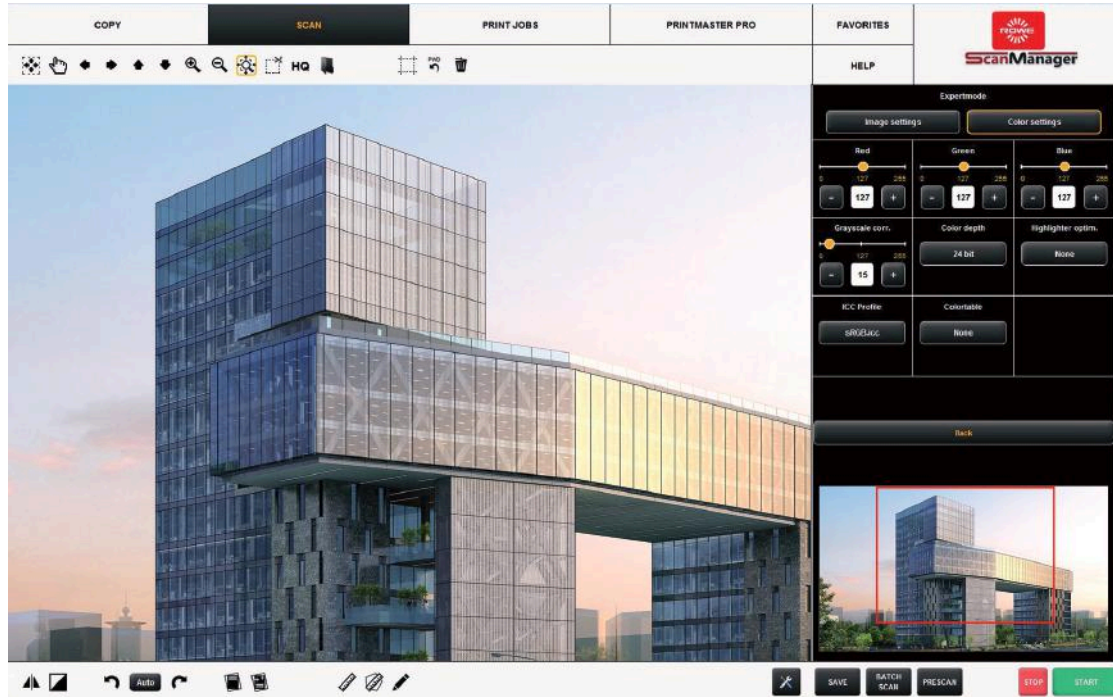 COPY
SCAN
PRINT JOBS
PRINTMASTER PRO
FAVORITES
ROWE
ScanManager
HQ
PAD
HELP
Expertmode
Image settings
Color settings
Red
Green
Blue
0 127 255
0 127 255
0 127 255
- 127 +
- 127 +
- 127 +
Grayscale corr.
Color depth
Highlighter optim.
0 127 255
24 bit
None
- 15 +
ICC Profile
Colortable
sRGB.icc
None
Back
Auto
SAVE
BATCH
SCAN
PRESCAN
STOP
START